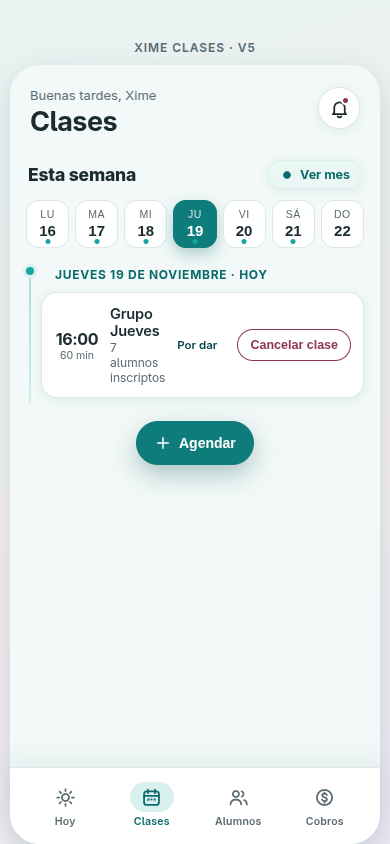 XIME CLASES · V5
Buenas tardes, Xime
Clases
Esta semana
Ver mes
LU
MA
MI
JU
VI
SÁ
DO
16
17
18
19
20
21
22
JUEVES 19 DE NOVIEMBRE · HOY
16:00
60 min
Grupo
Jueves
7
alumnos
inscriptos
Por dar
Cancelar clase
+ Agendar
Hoy
Clases
Alumnos
Cobros